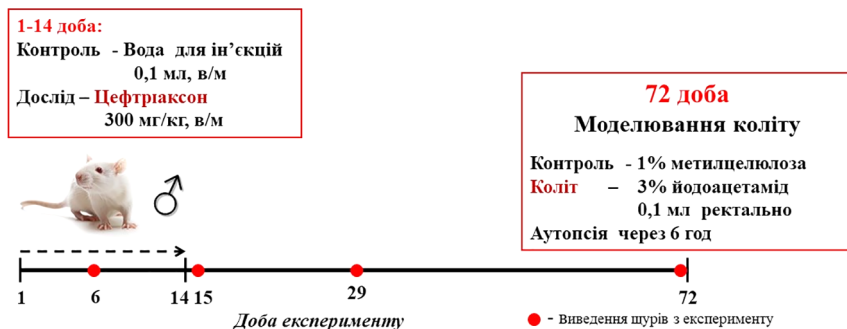 1-14 доба:
Контроль - Вода для ін’єкцій
0,1 мл, в/м
Дослід – Цефтріаксон
300 мг/кг, в/м
72 доба
Моделювання коліту
Контроль - 1% метилцелюлоза
Коліт – 3% йодоацетамід
0,1 мл ректально
Аутопсія через 6 год
1 6 14 15 29 72
Доба експерименту
- Виведення щурів з експерименту